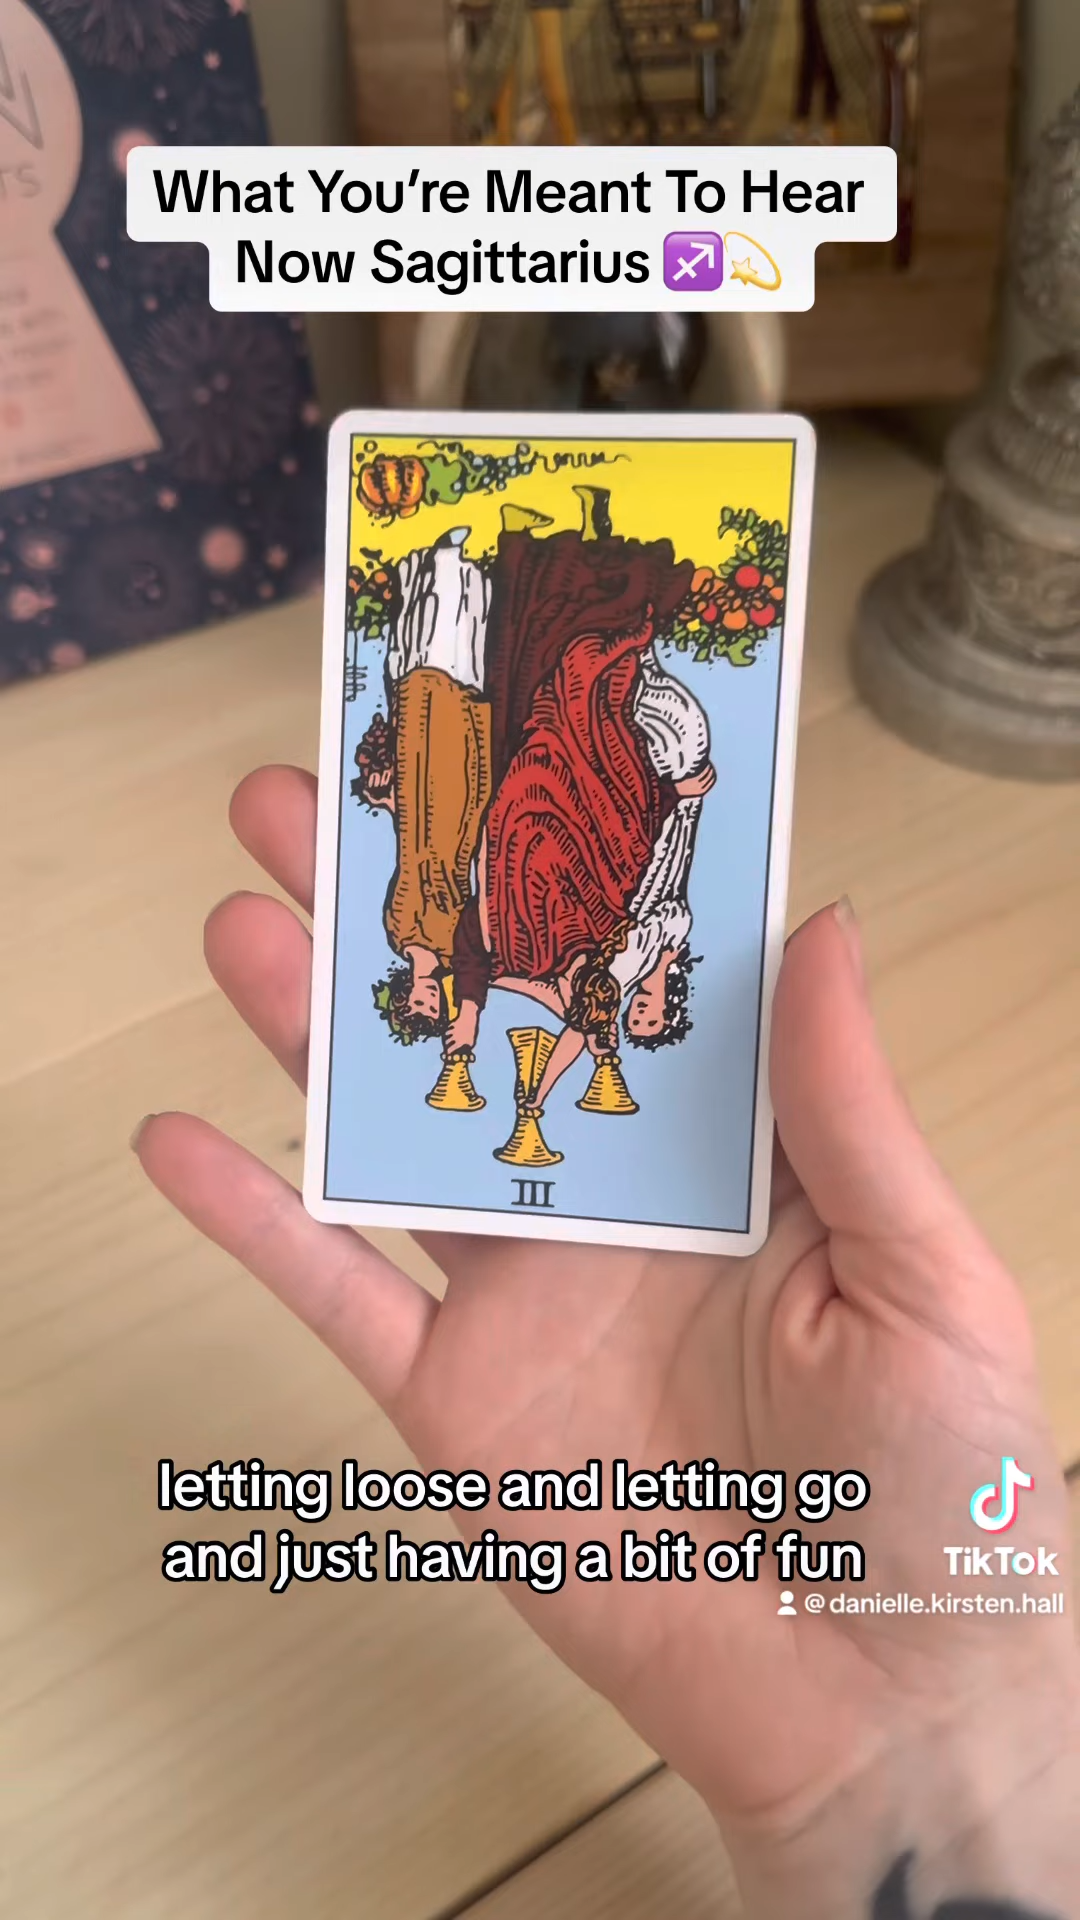 What You're Meant To Hear
Now Sagittarius ♐💫
III
letting loose and letting go
and just having a bit of fun
TikTok
@danielle.kirsten.hall